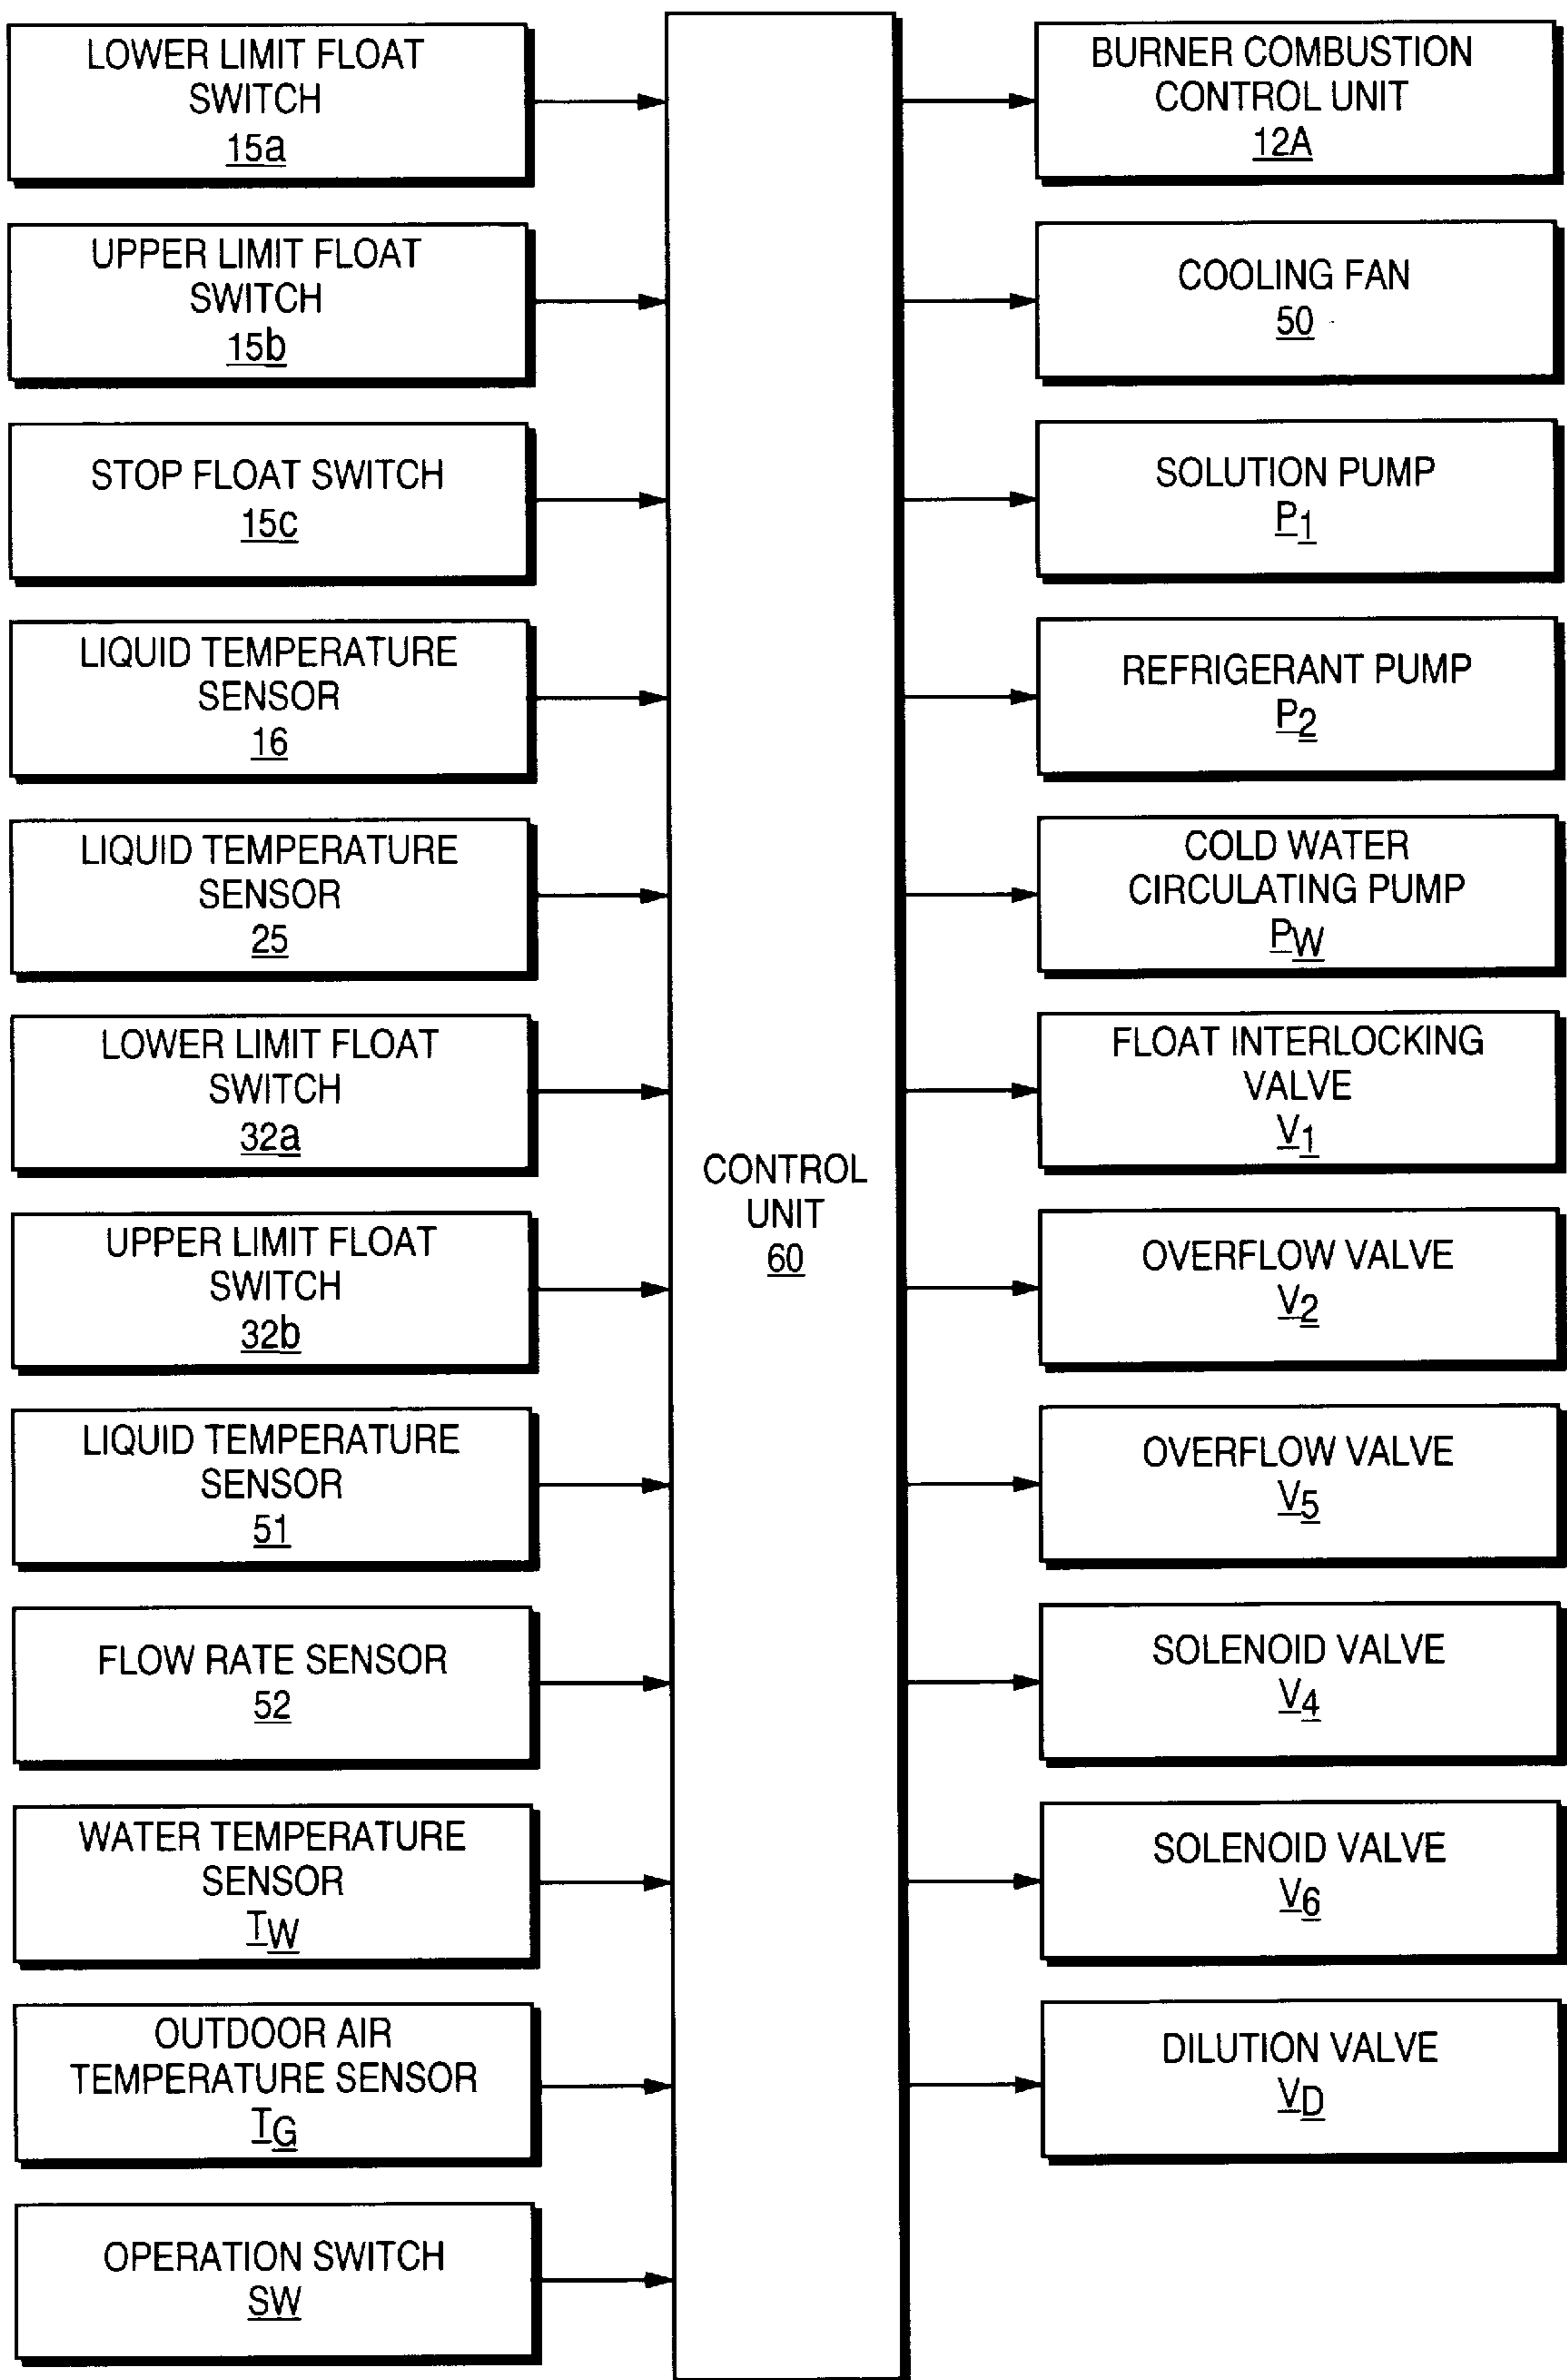 LOWER LIMIT FLOAT
SWITCH
15a
UPPER LIMIT FLOAT
SWITCH
15b
STOP FLOAT SWITCH
15c
LIQUID TEMPERATURE
SENSOR
16
LIQUID TEMPERATURE
SENSOR
25
LOWER LIMIT FLOAT
SWITCH
32a
UPPER LIMIT FLOAT
SWITCH
32b
LIQUID TEMPERATURE
SENSOR
51
FLOW RATE SENSOR
52
WATER TEMPERATURE
SENSOR
TW
OUTDOOR AIR
TEMPERATURE SENSOR
TG
OPERATION SWITCH
SW
CONTROL
UNIT
60
BURNER COMBUSTION
CONTROL UNIT
12A
COOLING FAN
50
SOLUTION PUMP
P1
REFRIGERANT PUMP
P2
COLD WATER
CIRCULATING PUMP
PW
FLOAT INTERLOCKING
VALVE
V1
OVERFLOW VALVE
V2
OVERFLOW VALVE
V5
SOLENOID VALVE
V4
SOLENOID VALVE
V6
DILUTION VALVE
VD